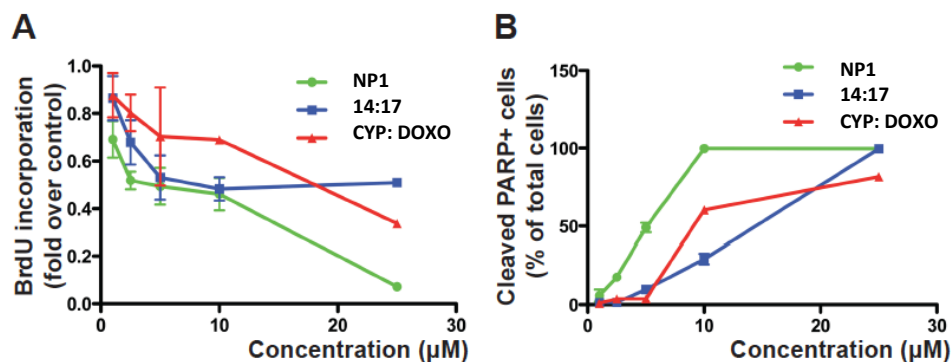 A
BrdU incorporation
(fold over control)
1.0
0.8
0.6
0.4
0.2
0.0
0
10
20
30
Concentration (μM)
NP1
14:17
CYP: DOXO
B
Cleaved PARP+ cells
(% of total cells)
150
100
50
0
0
10
20
30
Concentration (μM)
NP1
14:17
CYP: DOXO